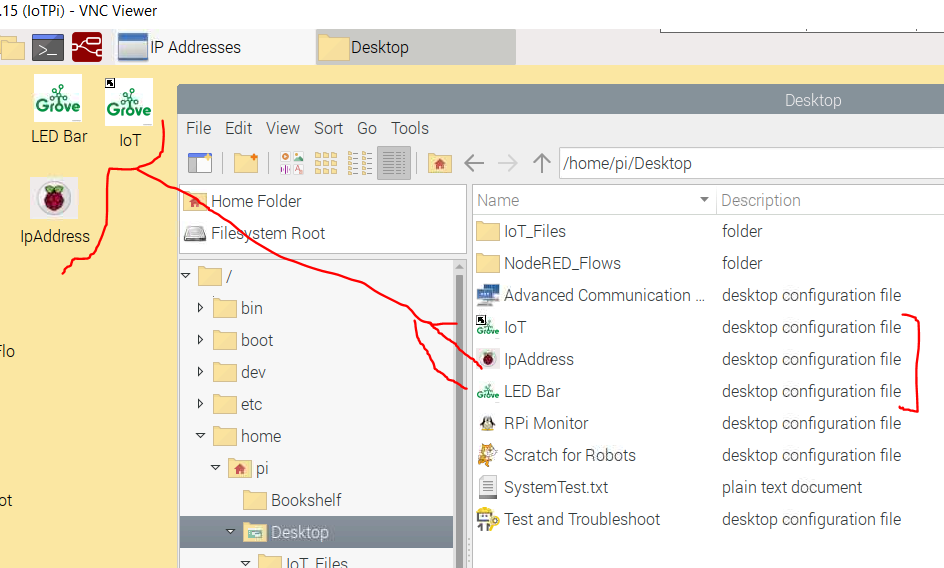 .15 (IoTPi) - VNC Viewer
IP Addresses
Desktop
Grove
LED Bar
Grove
IoT
IpAddress
Flo
ot
Desktop
File Edit View Sort Go Tools
/home/pi/Desktop
Home Folder
Filesystem Root
/
bin
boot
dev
etc
home
pi
Bookshelf
Desktop
IoT_Files
Name Description
IoT_Files folder
NodeRED_Flows folder
Advanced Communication ... desktop configuration file
Grove IoT desktop configuration file
IpAddress desktop configuration file
Grove LED Bar desktop configuration file
RPi Monitor desktop configuration file
Scratch for Robots desktop configuration file
SystemTest.txt plain text document
Test and Troubleshoot desktop configuration file